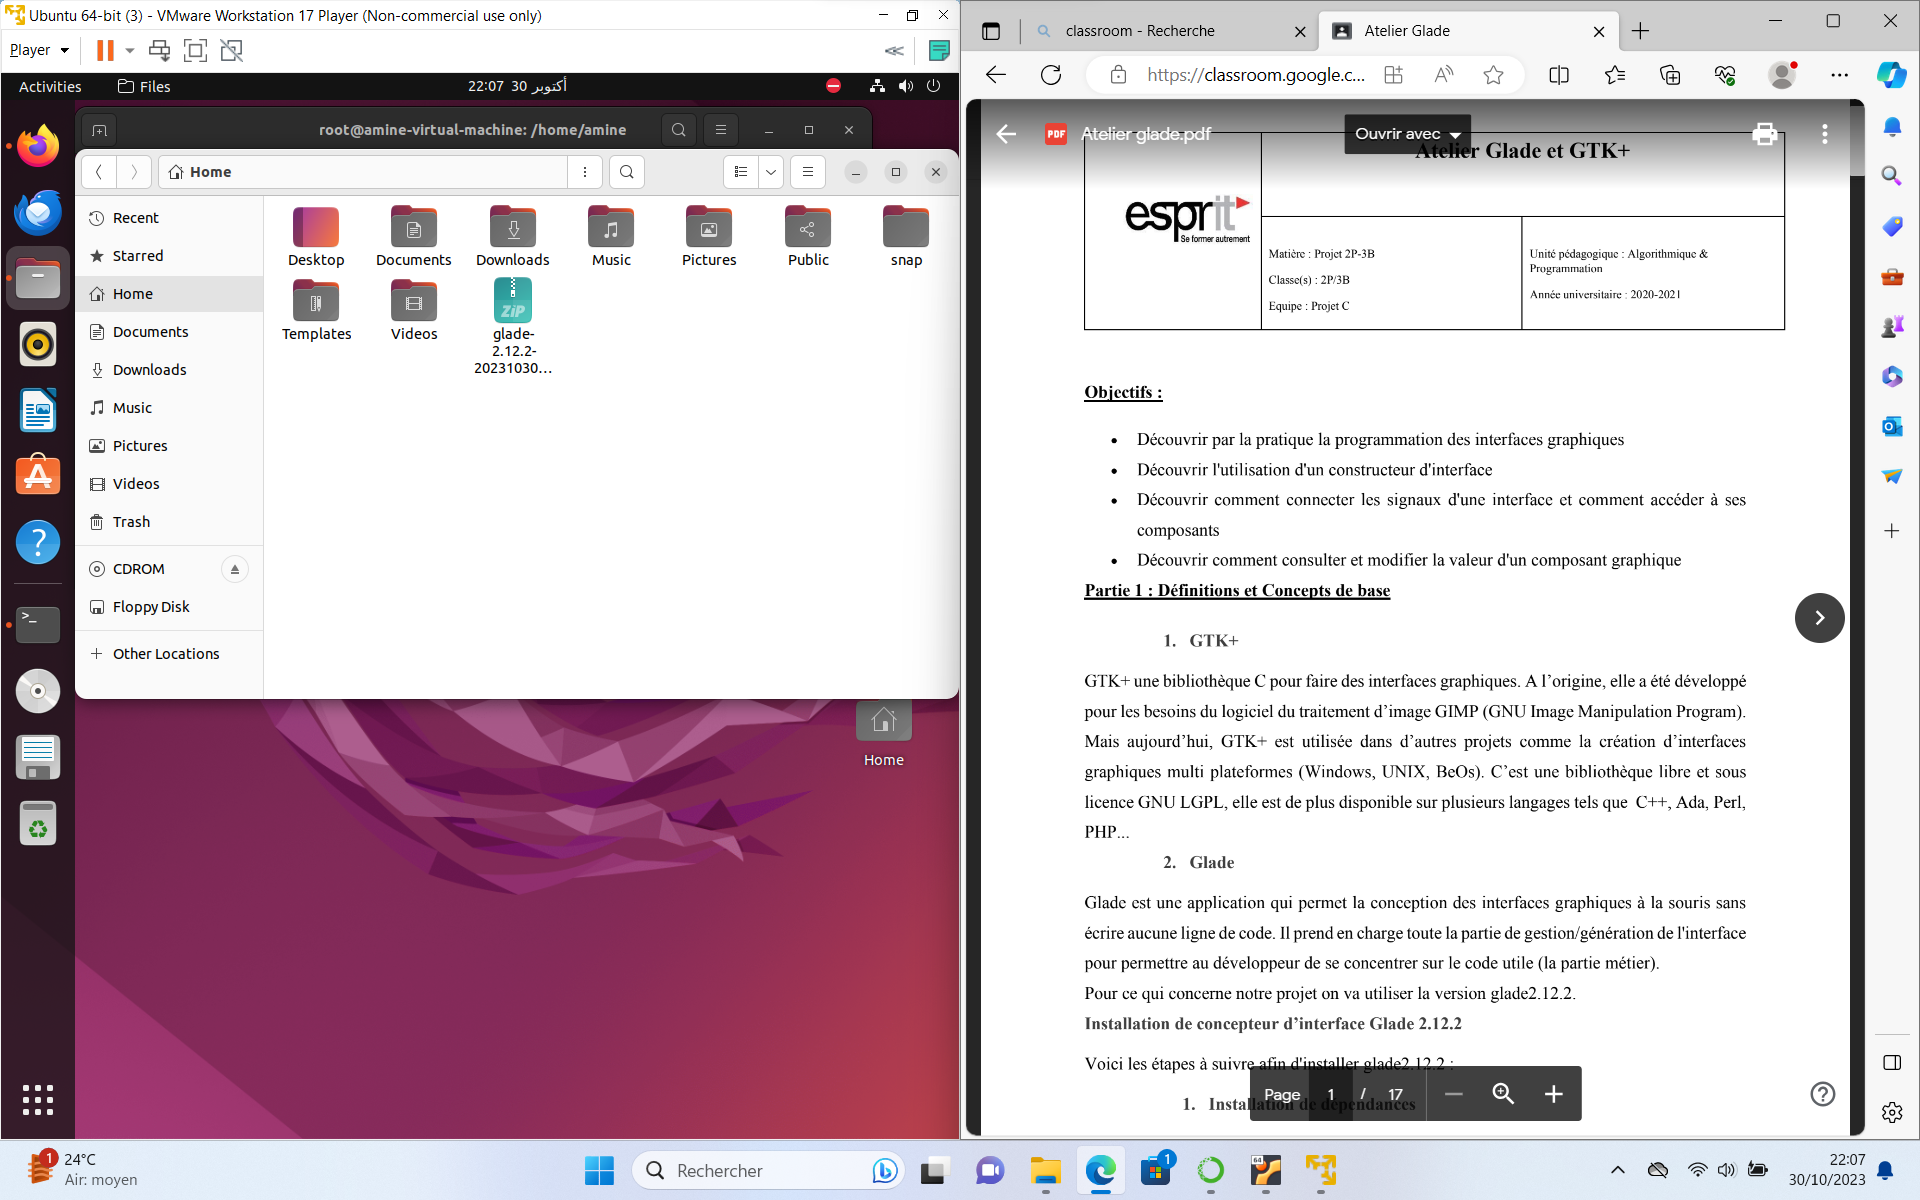 Ubuntu 64-bit (3) - VMware Workstation 17 Player (Non-commercial use only)
Player
Activities
Files
22:07 30 أكتوبر
root@amine-virtual-machine: /home/amine
Home
Recent
Starred
Home
Documents
Downloads
Music
Pictures
Videos
Trash
CDROM
Floppy Disk
Other Locations
Desktop
Documents
Downloads
Music
Pictures
Public
snap
Templates
Videos
ZiP
glade-
2.12.2-
20231030...
Home
classroom - Recherche
Atelier Glade
https://classroom.google.c...
PDF
Atelier glade.pdf
Ouvrir avec
Atelier Glade et GTK+
esprit
Se former autrement
Matière : Projet 2P-3B
Classe(s) : 2P/3B
Equipe : Projet C
Unité pédagogique : Algorithmique &
Programmation
Année universitaire : 2020-2021
Objectifs :
Découvrir par la pratique la programmation des interfaces graphiques
Découvrir l'utilisation d'un constructeur d'interface
Découvrir comment connecter les signaux d'une interface et comment accéder à ses
composants
Découvrir comment consulter et modifier la valeur d'un composant graphique
Partie 1 : Définitions et Concepts de base
1. GTK+
GTK+ une bibliothèque C pour faire des interfaces graphiques. A l’origine, elle a été développé
pour les besoins du logiciel du traitement d’image GIMP (GNU Image Manipulation Program).
Mais aujourd’hui, GTK+ est utilisée dans d’autres projets comme la création d’interfaces
graphiques multi plateformes (Windows, UNIX, BeOs). C’est une bibliothèque libre et sous
licence GNU LGPL, elle est de plus disponible sur plusieurs langages tels que C++, Ada, Perl,
PHP...
2. Glade
Glade est une application qui permet la conception des interfaces graphiques à la souris sans
écrire aucune ligne de code. Il prend en charge toute la partie de gestion/génération de l'interface
pour permettre au développeur de se concentrer sur le code utile (la partie métier).
Pour ce qui concerne notre projet on va utiliser la version glade2.12.2.
Installation de concepteur d’interface Glade 2.12.2
Voici les étapes à suivre afin d'installer glade2.12.2 :
1. Installation de dépendances
Page 1 / 17
1
24°C
Air: moyen
Rechercher
1
64
22:07
30/10/2023